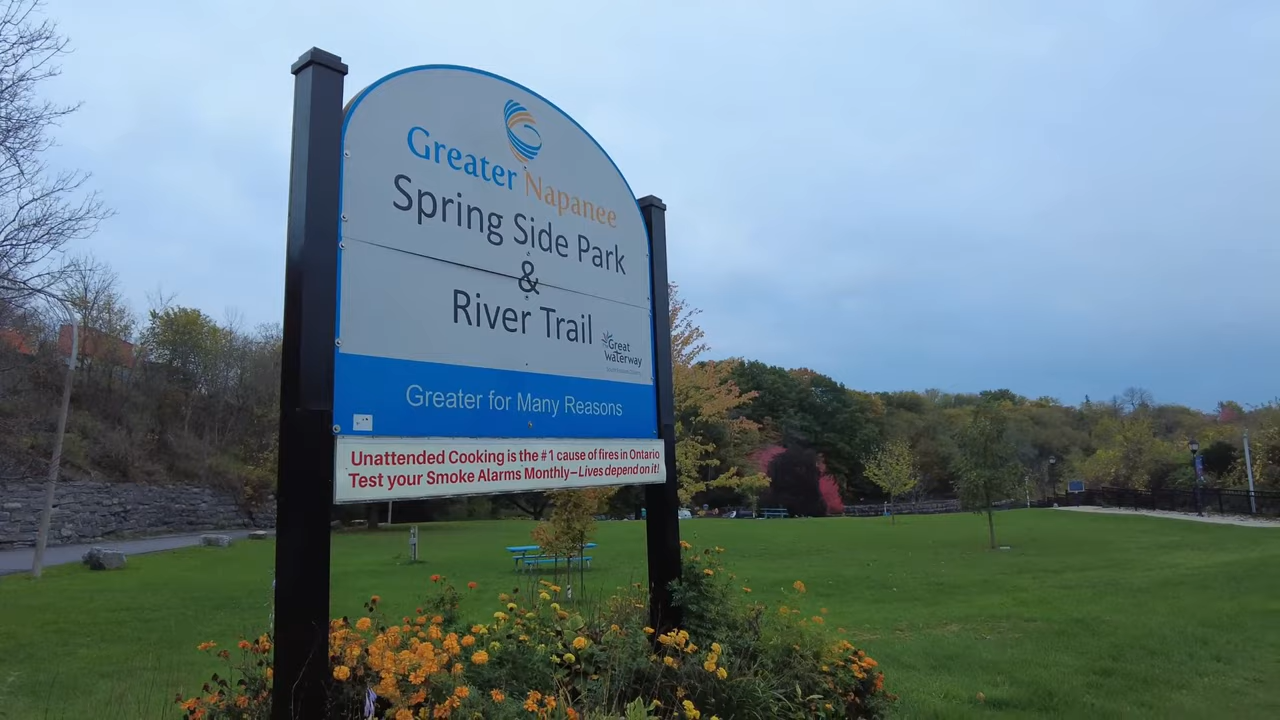 Greater Napanee
Spring Side Park
&
River Trail
Great
waterway
Greater for Many Reasons
Unattended Cooking is the #1 cause of fires in Ontario
Test your Smoke Alarms Monthly—Lives depend on it!